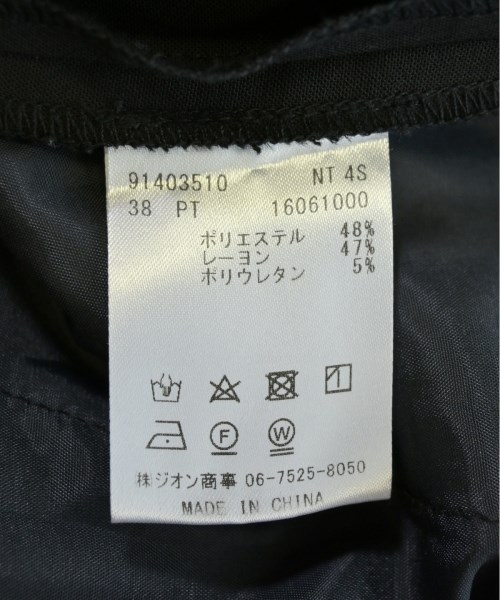 91403510 NT 4S
38 PT 16061000
ポリエステル 48%
レーヨン 47%
ポリウレタン 5%
F W
㈱ジオン商事 06-7525-8050
MADE IN CHINA